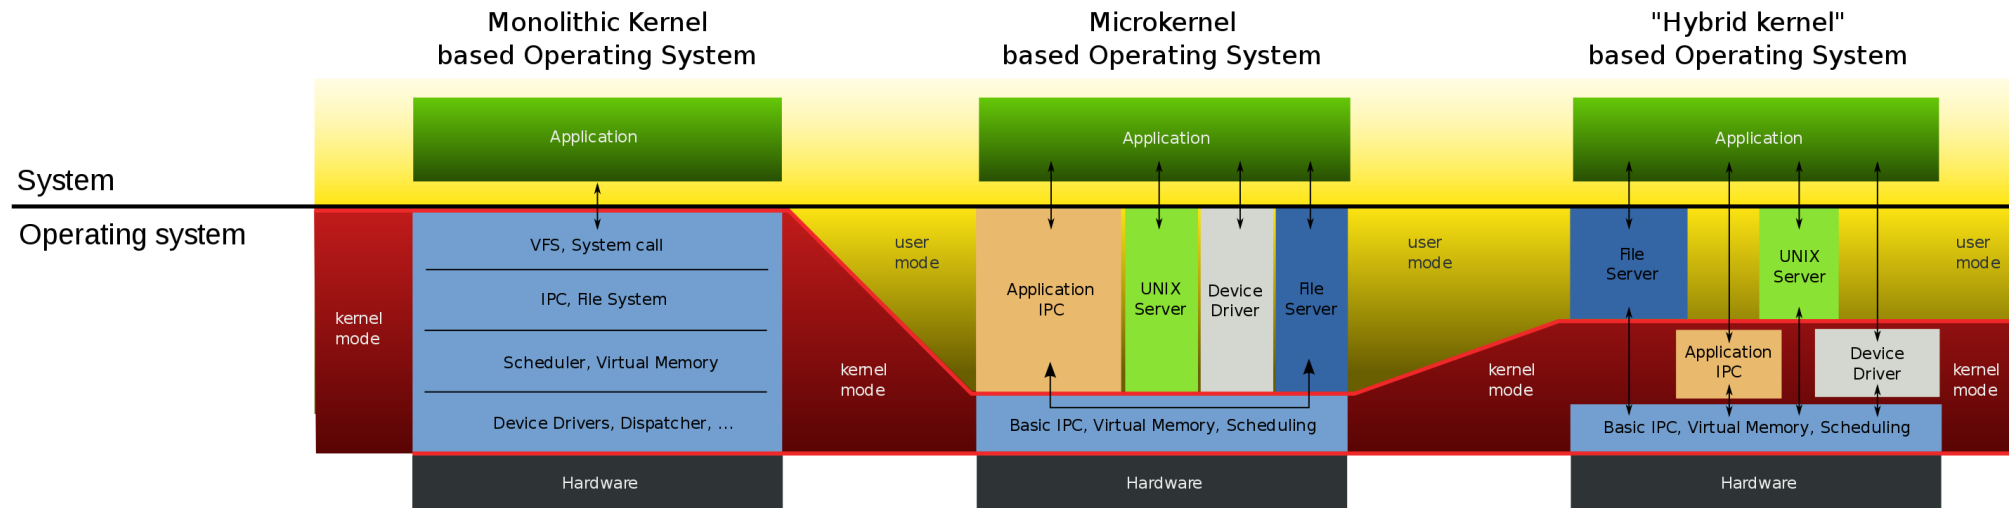 Monolithic Kernel
based Operating System
Microkernel
based Operating System
"Hybrid kernel"
based Operating System
System
Operating system
Application
VFS, System call
IPC, File System
Scheduler, Virtual Memory
Device Drivers, Dispatcher, ...
Hardware
kernel
mode
kernel
mode
user
mode
Application
Application
IPC
UNIX
Server
Device
Driver
File
Server
Basic IPC, Virtual Memory, Scheduling
Hardware
user
mode
kernel
mode
Application
File
Server
UNIX
Server
Application
IPC
Device
Driver
Basic IPC, Virtual Memory, Scheduling
Hardware
user
mode
kernel
mode